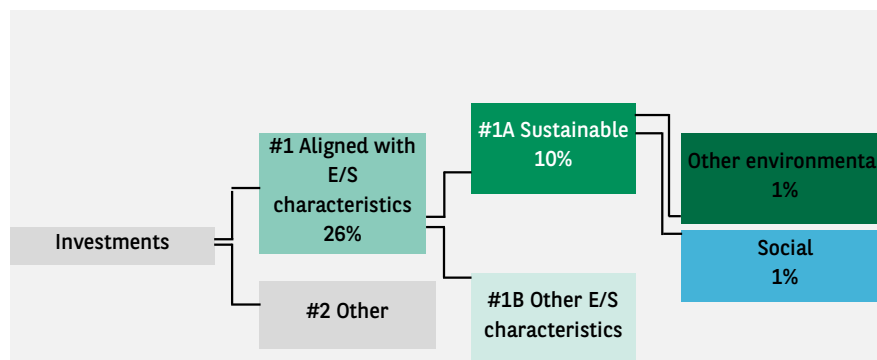 Investments
#1 Aligned with
E/S
characteristics
26%
#2 Other
#1A Sustainable
10%
#1B Other E/S
characteristics
Other environmenta
1%
Social
1%